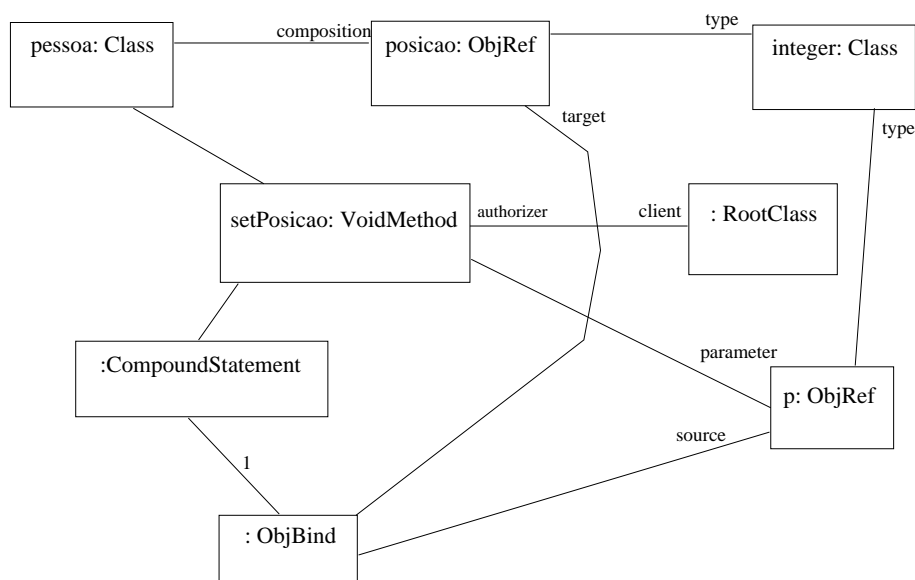 pessoa: Class
composition
posicao: ObjRef
type
integer: Class
target
type
setPosicao: VoidMethod
authorizer
client
: RootClass
:CompoundStatement
parameter
p: ObjRef
source
1
: ObjBind